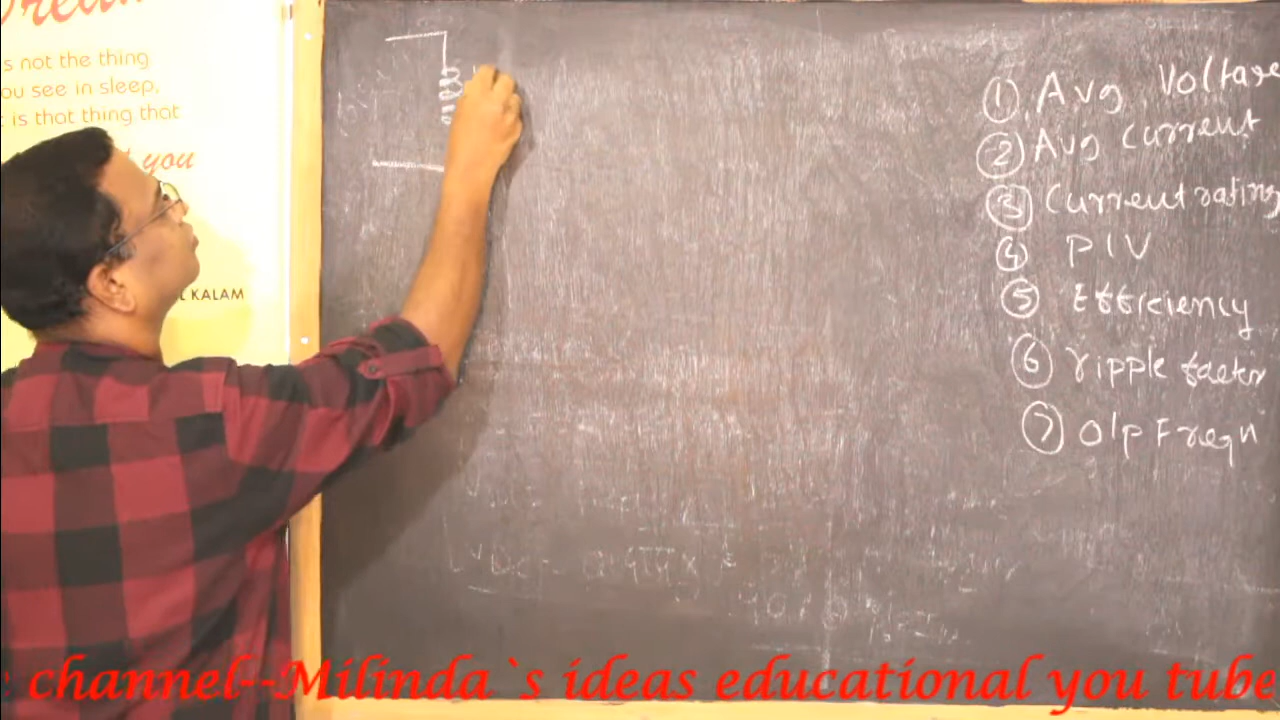 s not the thing
ou see in sleep,
is that thing that
you
KALAM
① Avg Voltage
② Avg current
③ Current rating
④ PIV
⑤ Efficiency
⑥ ripple factor
⑦ O/p Freqn
channel--Milinda`s ideas educational you tube